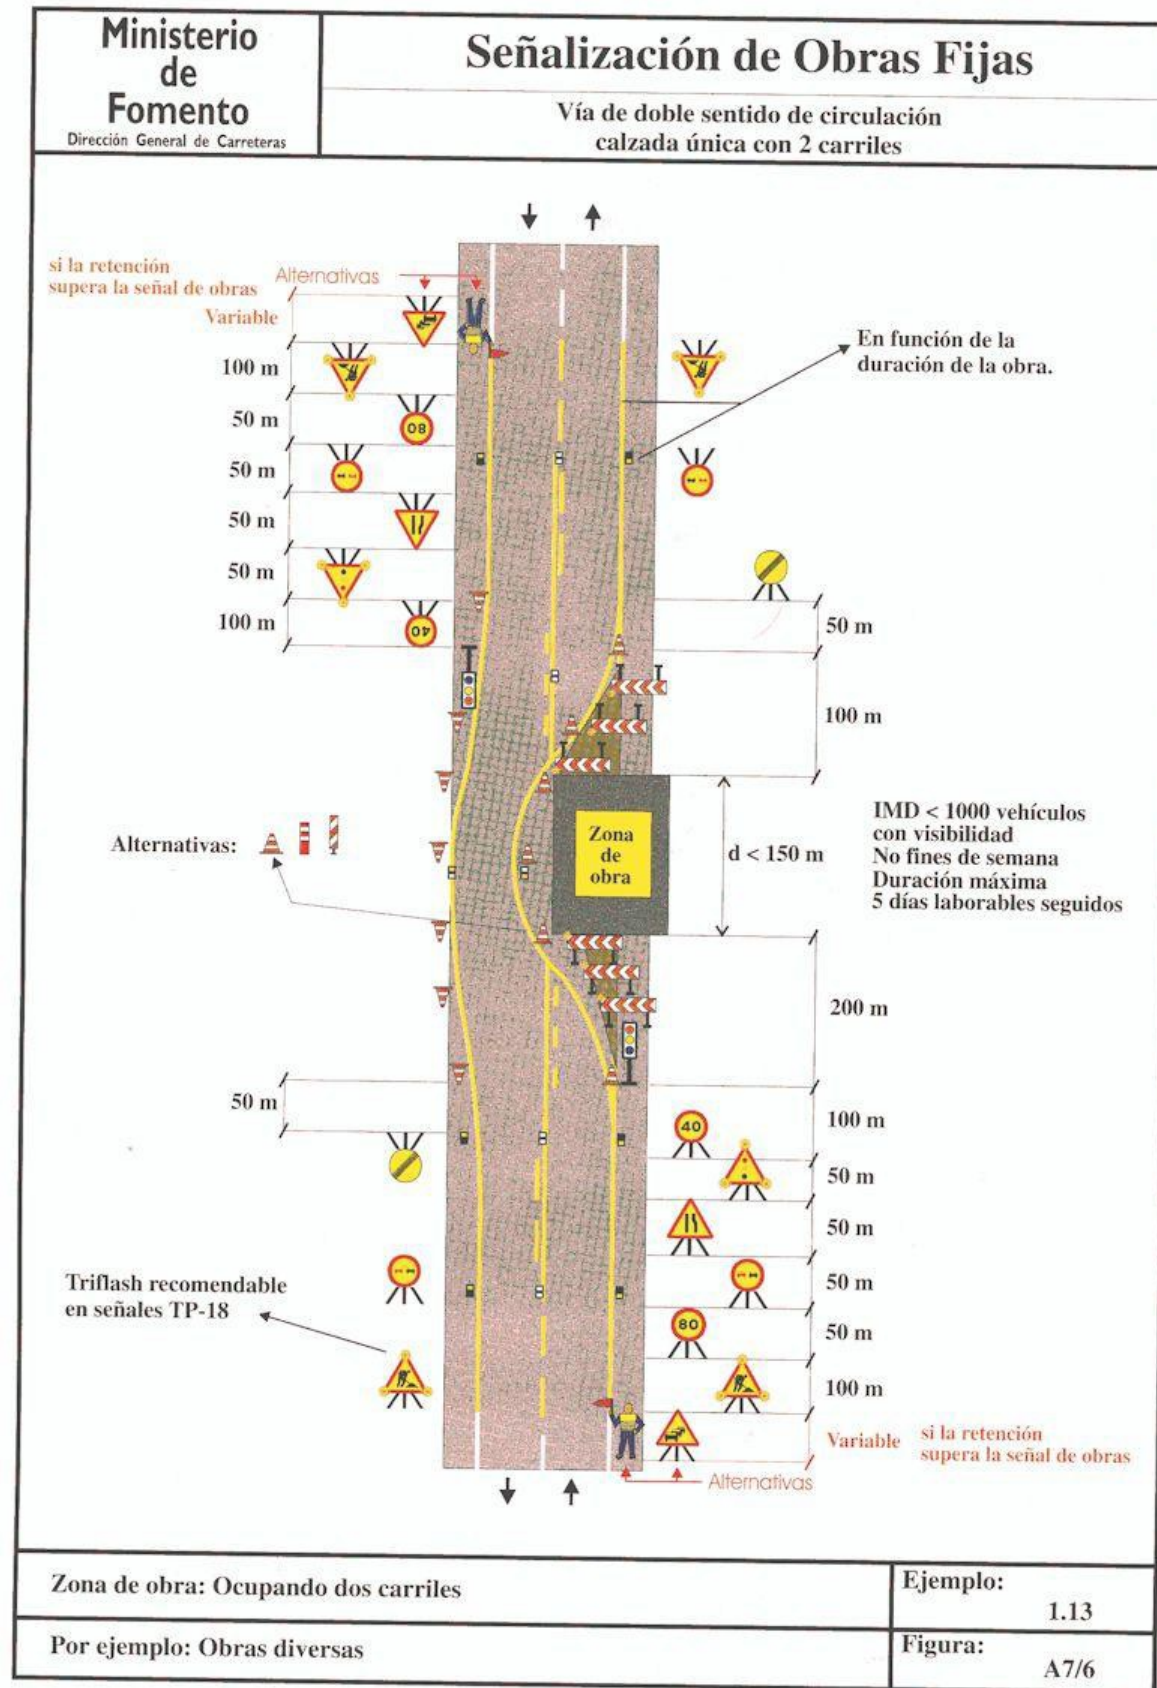 Ministerio
de
Fomento
Dirección General de Carreteras
Señalización de Obras Fijas
Vía de doble sentido de circulación
calzada única con 2 carriles
si la retención
supera la señal de obras
Alternativas
Variable
100 m
50 m
80
50 m
50 m
50 m
100 m
40
En función de la
duración de la obra.
50 m
100 m
Alternativas:
Zona
de
obra
d < 150 m
IMD < 1000 vehículos
con visibilidad
No fines de semana
Duración máxima
5 días laborables seguidos
200 m
50 m
40
100 m
50 m
50 m
50 m
80
50 m
100 m
Triflash recomendable
en señales TP-18
Variable
si la retención
supera la señal de obras
Alternativas
Zona de obra: Ocupando dos carriles
Ejemplo:
1.13
Por ejemplo: Obras diversas
Figura:
A7/6